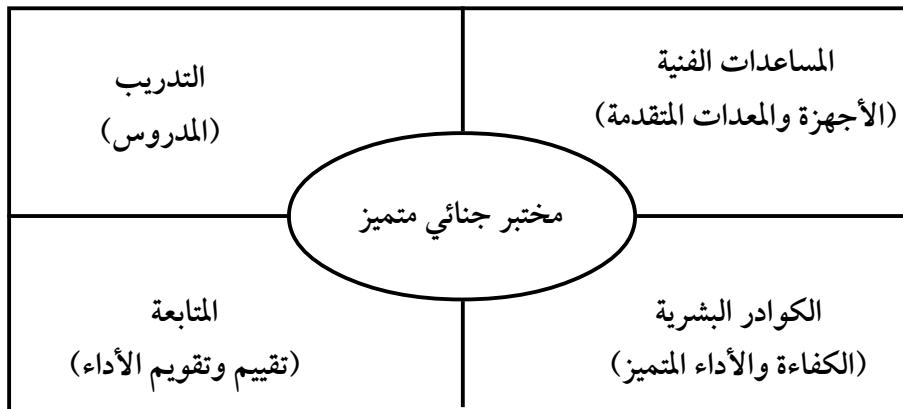 المساعدات الفنية
(الأجهزة والمعدات المتقدمة)
التدريب
(المدروس)
مختبر جنائي متميز
الكوادر البشرية
(الكفاءة والأداء المتميز)
المتابعة
(تقييم وتقويم الأداء)